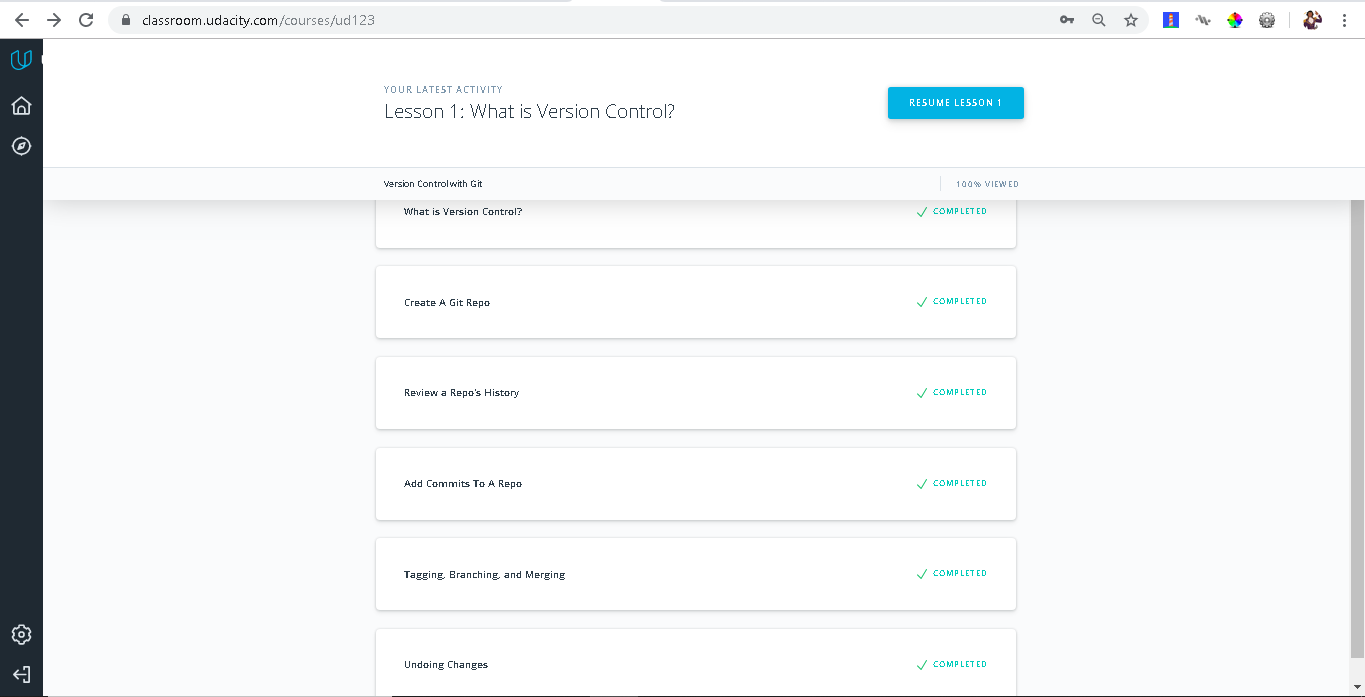 classroom.udacity.com/courses/ud123
YOUR LATEST ACTIVITY
Lesson 1: What is Version Control?
RESUME LESSON 1
Version Control with Git
100% VIEWED
What is Version Control?
COMPLETED
Create A Git Repo
COMPLETED
Review a Repo's History
COMPLETED
Add Commits To A Repo
COMPLETED
Tagging, Branching, and Merging
COMPLETED
Undoing Changes
COMPLETED